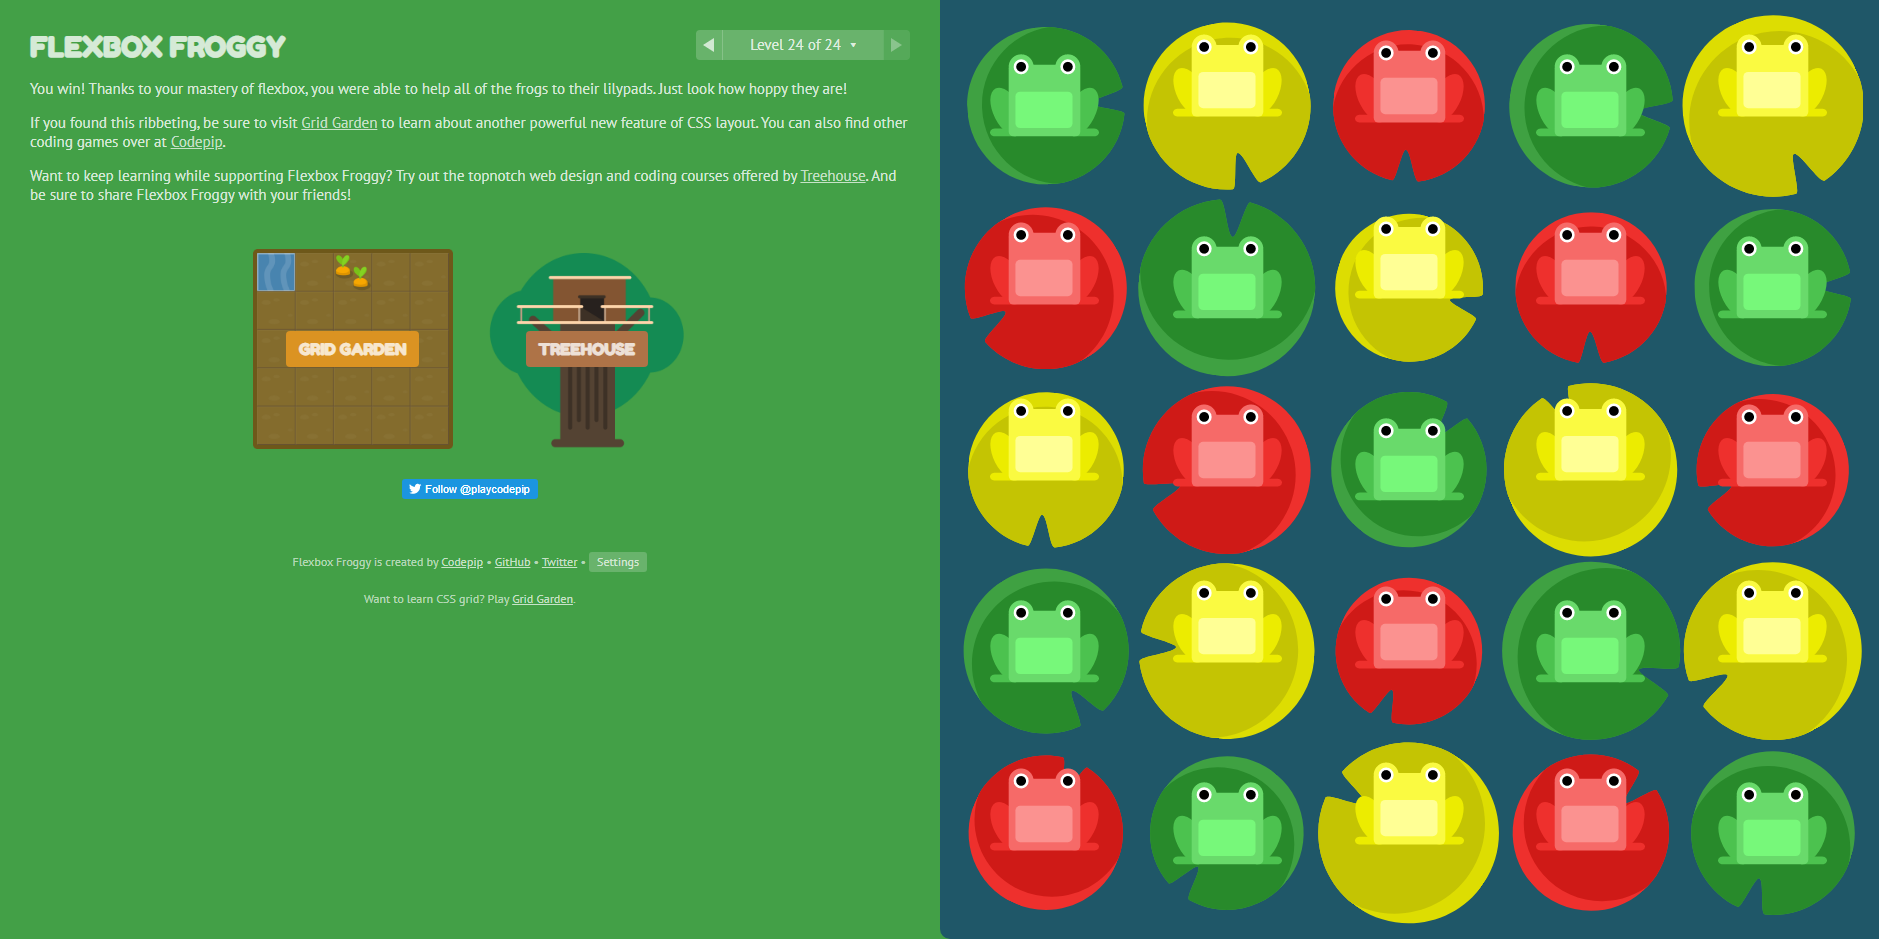 FLEXBOX FROGGY
Level 24 of 24
You win! Thanks to your mastery of flexbox, you were able to help all of the frogs to their lilypads. Just look how hoppy they are!
If you found this ribbeting, be sure to visit Grid Garden to learn about another powerful new feature of CSS layout. You can also find other
coding games over at Codepip.
Want to keep learning while supporting Flexbox Froggy? Try out the topnotch web design and coding courses offered by Treehouse. And
be sure to share Flexbox Froggy with your friends!
GRID GARDEN
TREEHOUSE
Follow @playcodepip
Flexbox Froggy is created by Codepip • GitHub • Twitter • Settings
Want to learn CSS grid? Play Grid Garden.